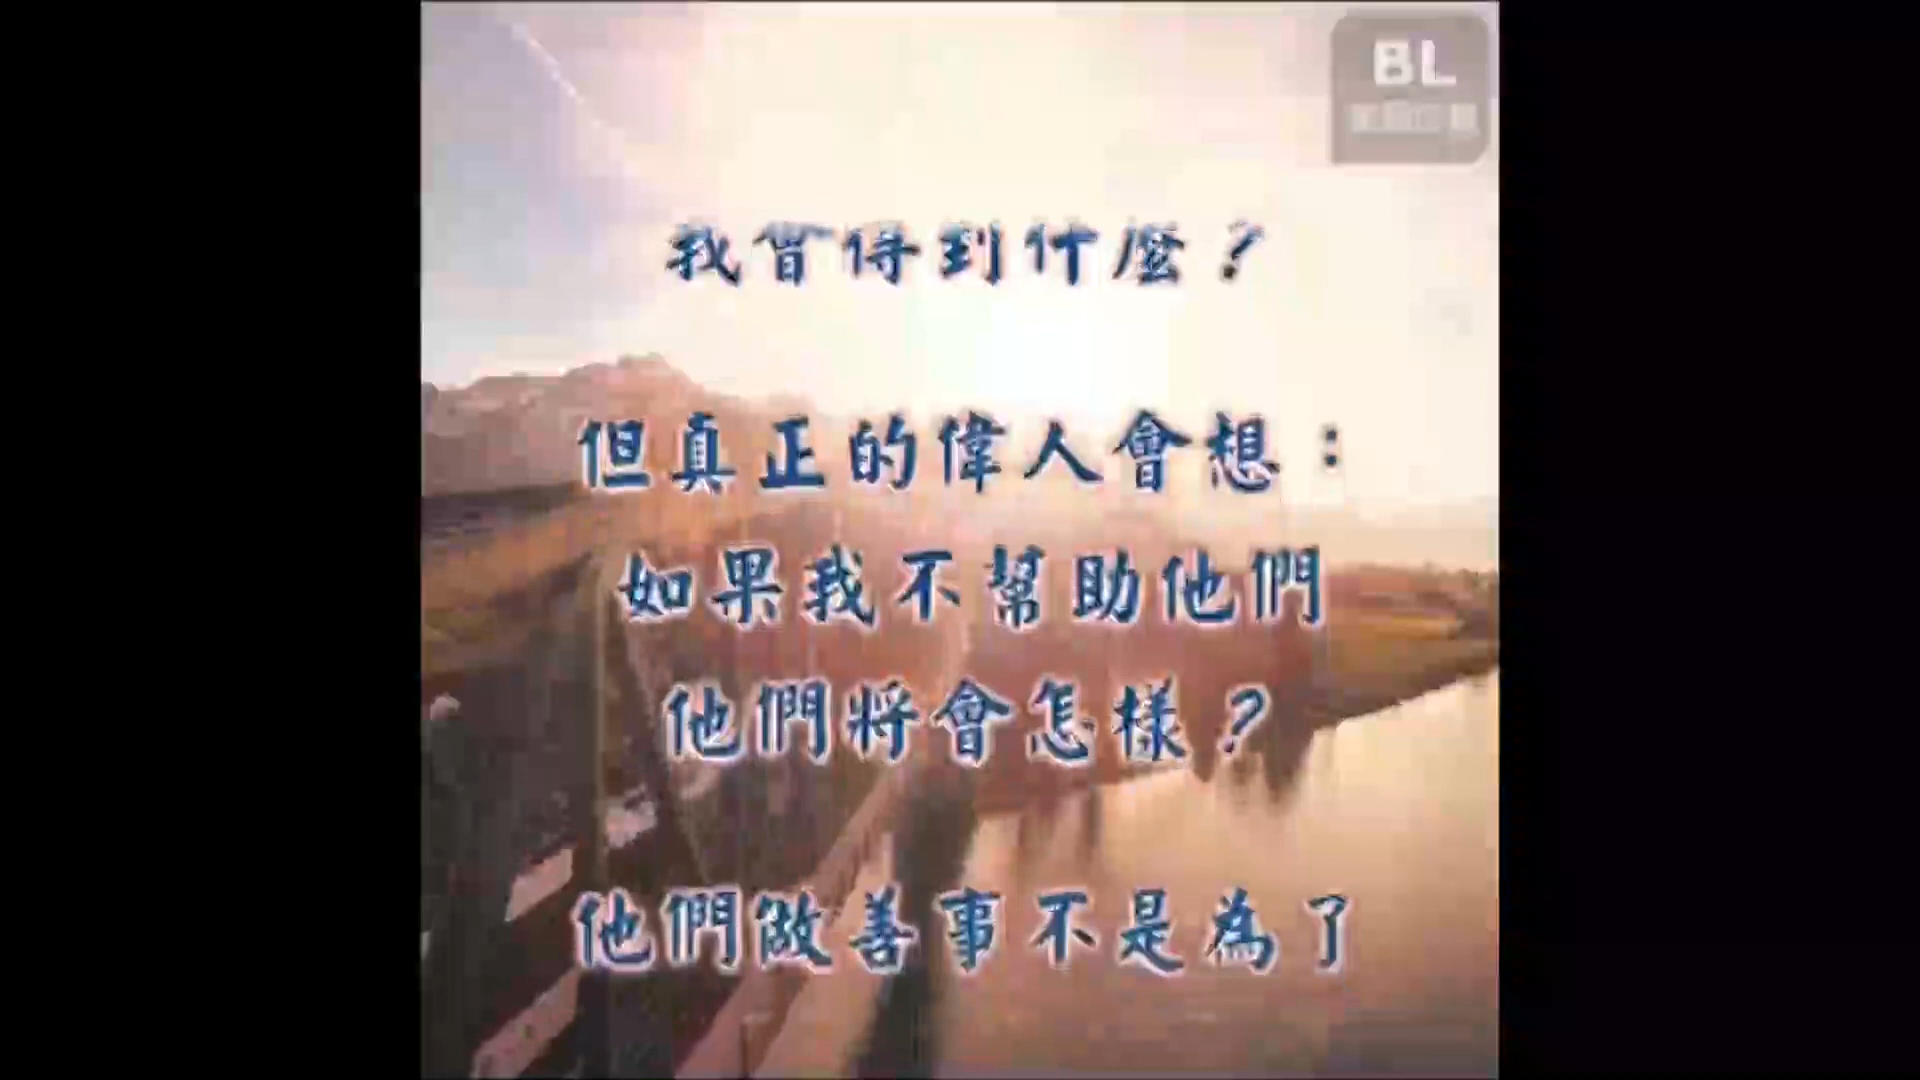 BL
我會得到什麼？
但真正的偉人會想：
如果我不幫助他們
他們將會怎樣？
他們做善事不是為了